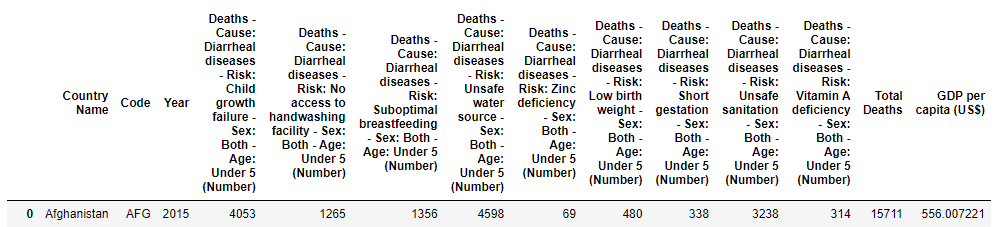 Country
Name
Code
Year
Deaths -
Cause:
Diarrheal
diseases
- Risk:
Child
growth
failure -
Sex:
Both -
Age:
Under 5
(Number)
Deaths -
Cause:
Diarrheal
diseases -
Risk: No
access to
handwashing
facility - Sex:
Both - Age:
Under 5
(Number)
Deaths -
Cause:
Diarrheal
diseases -
Risk:
Suboptimal
breastfeeding
- Sex: Both -
Age: Under 5
(Number)
Deaths -
Cause:
Diarrheal
diseases
- Risk:
Unsafe
water
source -
Sex:
Both -
Age:
Under 5
(Number)
Deaths -
Cause:
Diarrheal
diseases -
Risk: Zinc
deficiency
- Sex:
Both -
Age:
Under 5
(Number)
Deaths -
Cause:
Diarrheal
diseases
- Risk:
Low birth
weight -
Sex:
Both -
Age:
Under 5
(Number)
Deaths -
Cause:
Diarrheal
diseases
- Risk:
Short
gestation
- Sex:
Both -
Age:
Under 5
(Number)
Deaths -
Cause:
Diarrheal
diseases
- Risk:
Unsafe
sanitation
- Sex:
Both -
Age:
Under 5
(Number)
Deaths -
Cause:
Diarrheal
diseases
- Risk:
Vitamin A
deficiency
- Sex:
Both -
Age:
Under 5
(Number)
Total
Deaths
GDP per
capita (US$)
0 Afghanistan AFG 2015 4053 1265 1356 4598 69 480 338 3238 314 15711 556.007221